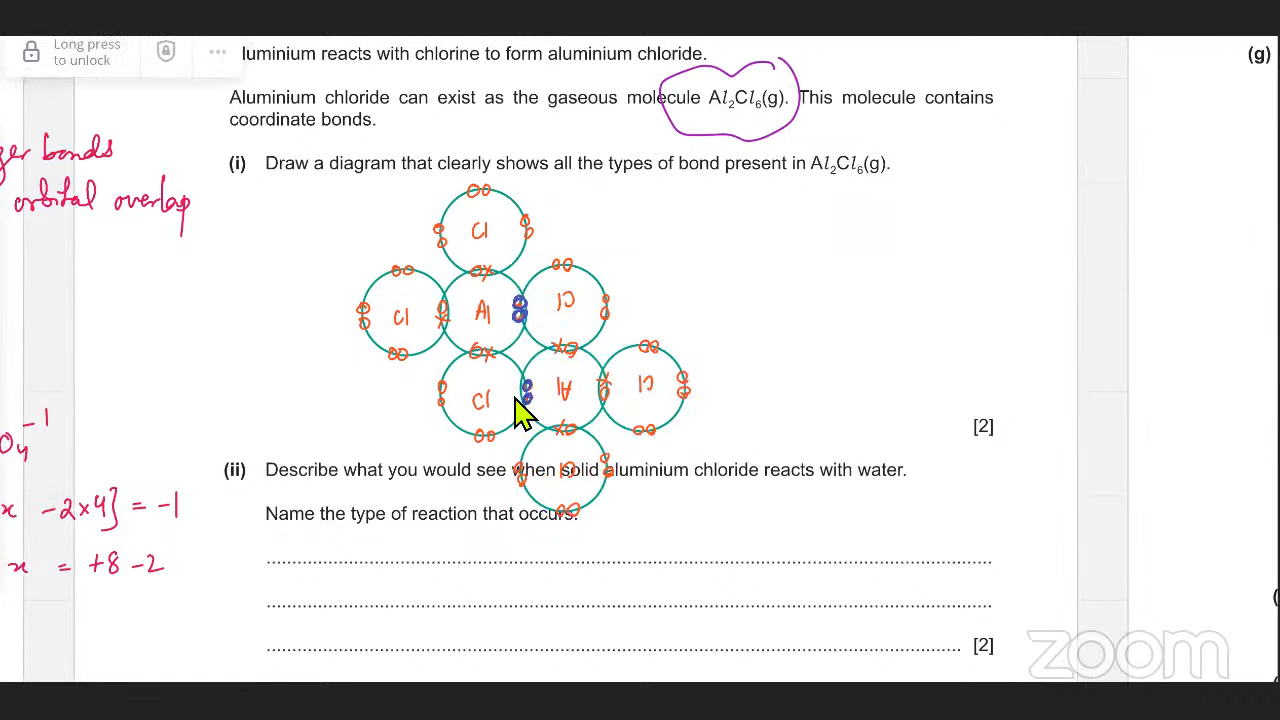 Long press
to unlock
luminium reacts with chlorine to form aluminium chloride.
(g)
Aluminium chloride can exist as the gaseous molecule Al₂Cl₆(g). This molecule contains
coordinate bonds.
ger bonds
orbital overlap
(i) Draw a diagram that clearly shows all the types of bond present in Al₂Cl₆(g).
Cl
Cl Al Cl
Cl Al Cl
Cl
[2]
O₄⁻¹
x -2×4} = -1
x = +8 -2
(ii) Describe what you would see when solid aluminium chloride reacts with water.
Name the type of reaction that occurs.
[2]
zoom